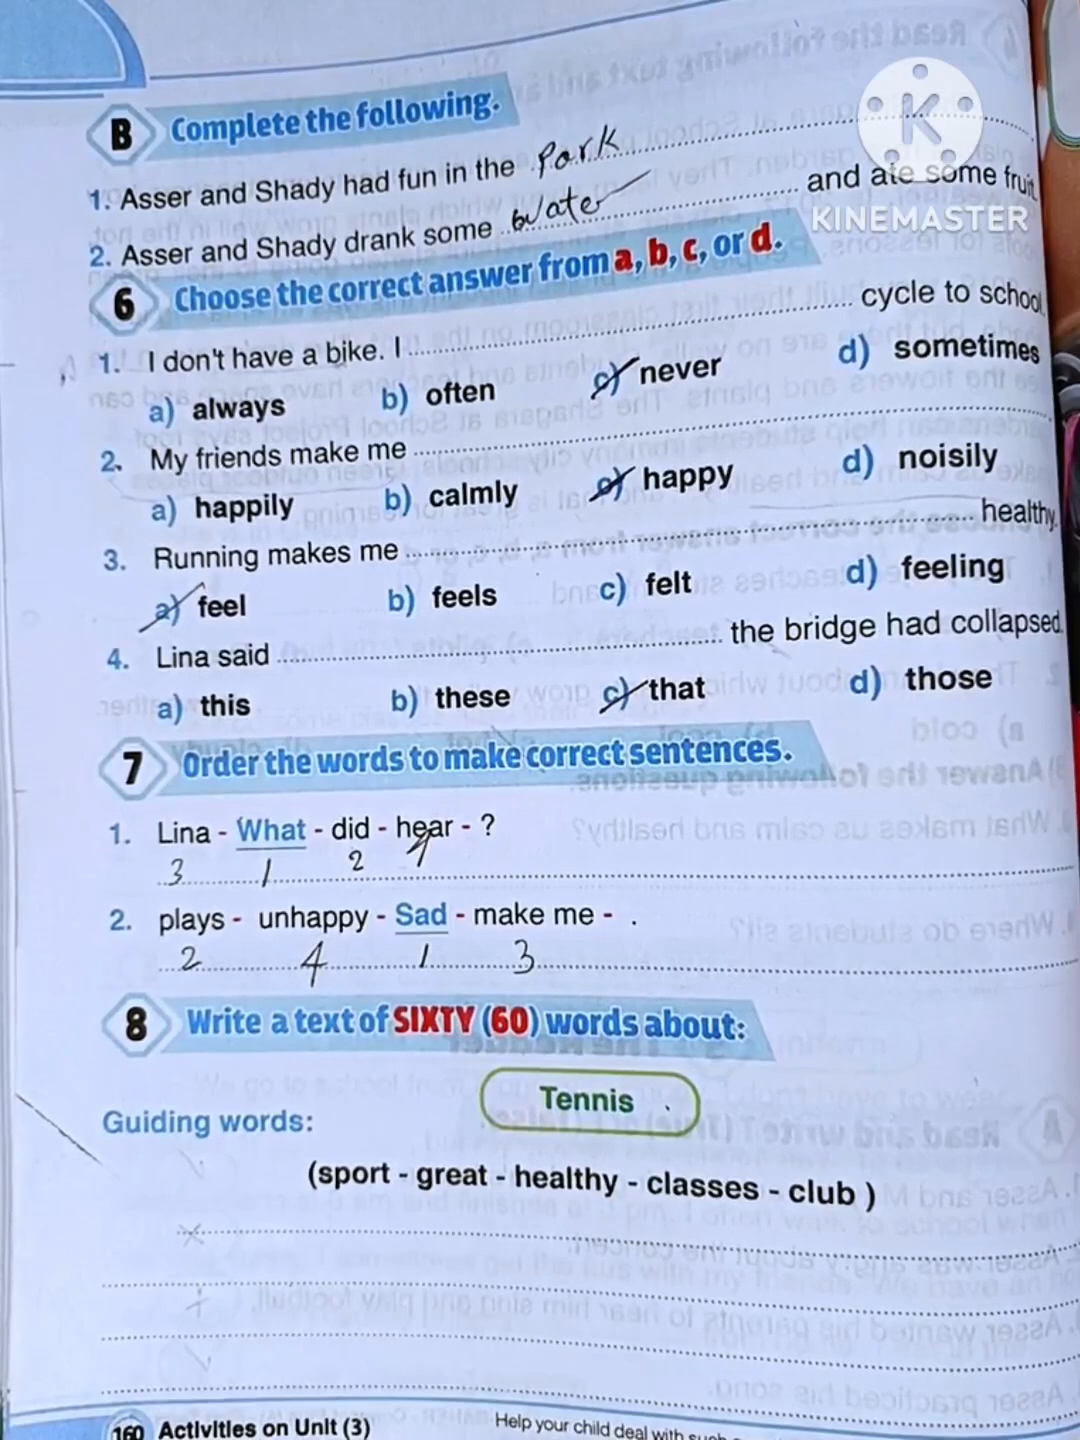 B Complete the following.
1. Asser and Shady had fun in the Park
2. Asser and Shady drank some water and ate some fruit.
K
KINEMASTER
6 Choose the correct answer from a, b, c, or d.
1. I don't have a bike. I cycle to school.
a) always b) often c) never d) sometimes
2. My friends make me
a) happily b) calmly c) happy d) noisily
3. Running makes me healthy.
a) feel b) feels c) felt d) feeling
4. Lina said the bridge had collapsed.
a) this b) these c) that d) those
7 Order the words to make correct sentences.
1. Lina - What - did - hear - ?
3 1 2 4
2. plays - unhappy - Sad - make me - .
2 4 1 3
8 Write a text of SIXTY (60) words about:
Tennis
Guiding words:
(sport - great - healthy - classes - club )
160 Activities on Unit (3)
Help your child deal with such